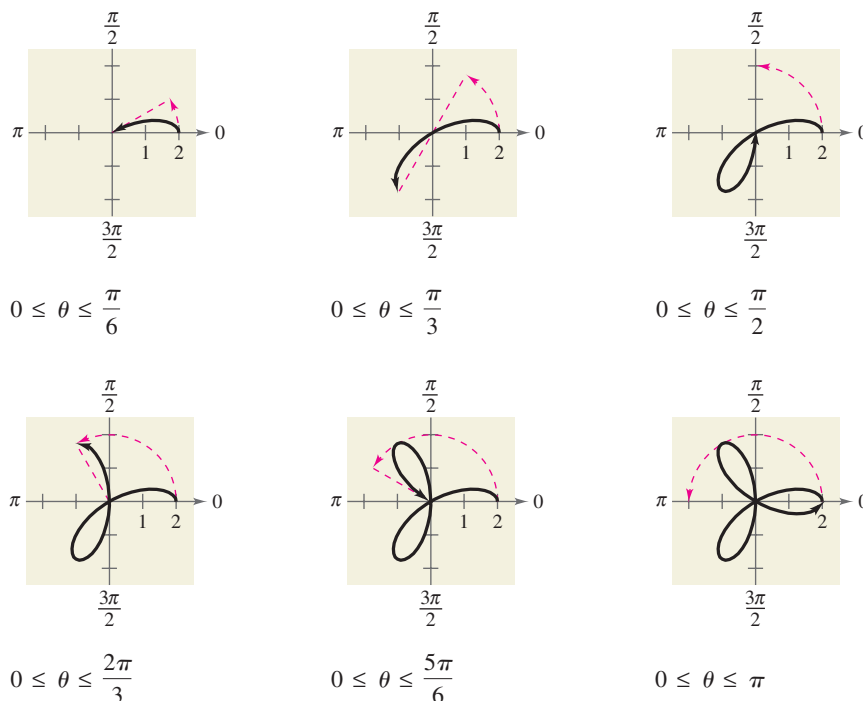 π/2 π/2 π/2
π 1 2 0 π 1 2 0 π 1 2 0
3π/2 3π/2 3π/2
0 ≤ θ ≤ π/6 0 ≤ θ ≤ π/3 0 ≤ θ ≤ π/2
π/2 π/2 π/2
π 1 2 0 π 1 2 0 π 2 0
3π/2 3π/2 3π/2
0 ≤ θ ≤ 2π/3 0 ≤ θ ≤ 5π/6 0 ≤ θ ≤ π